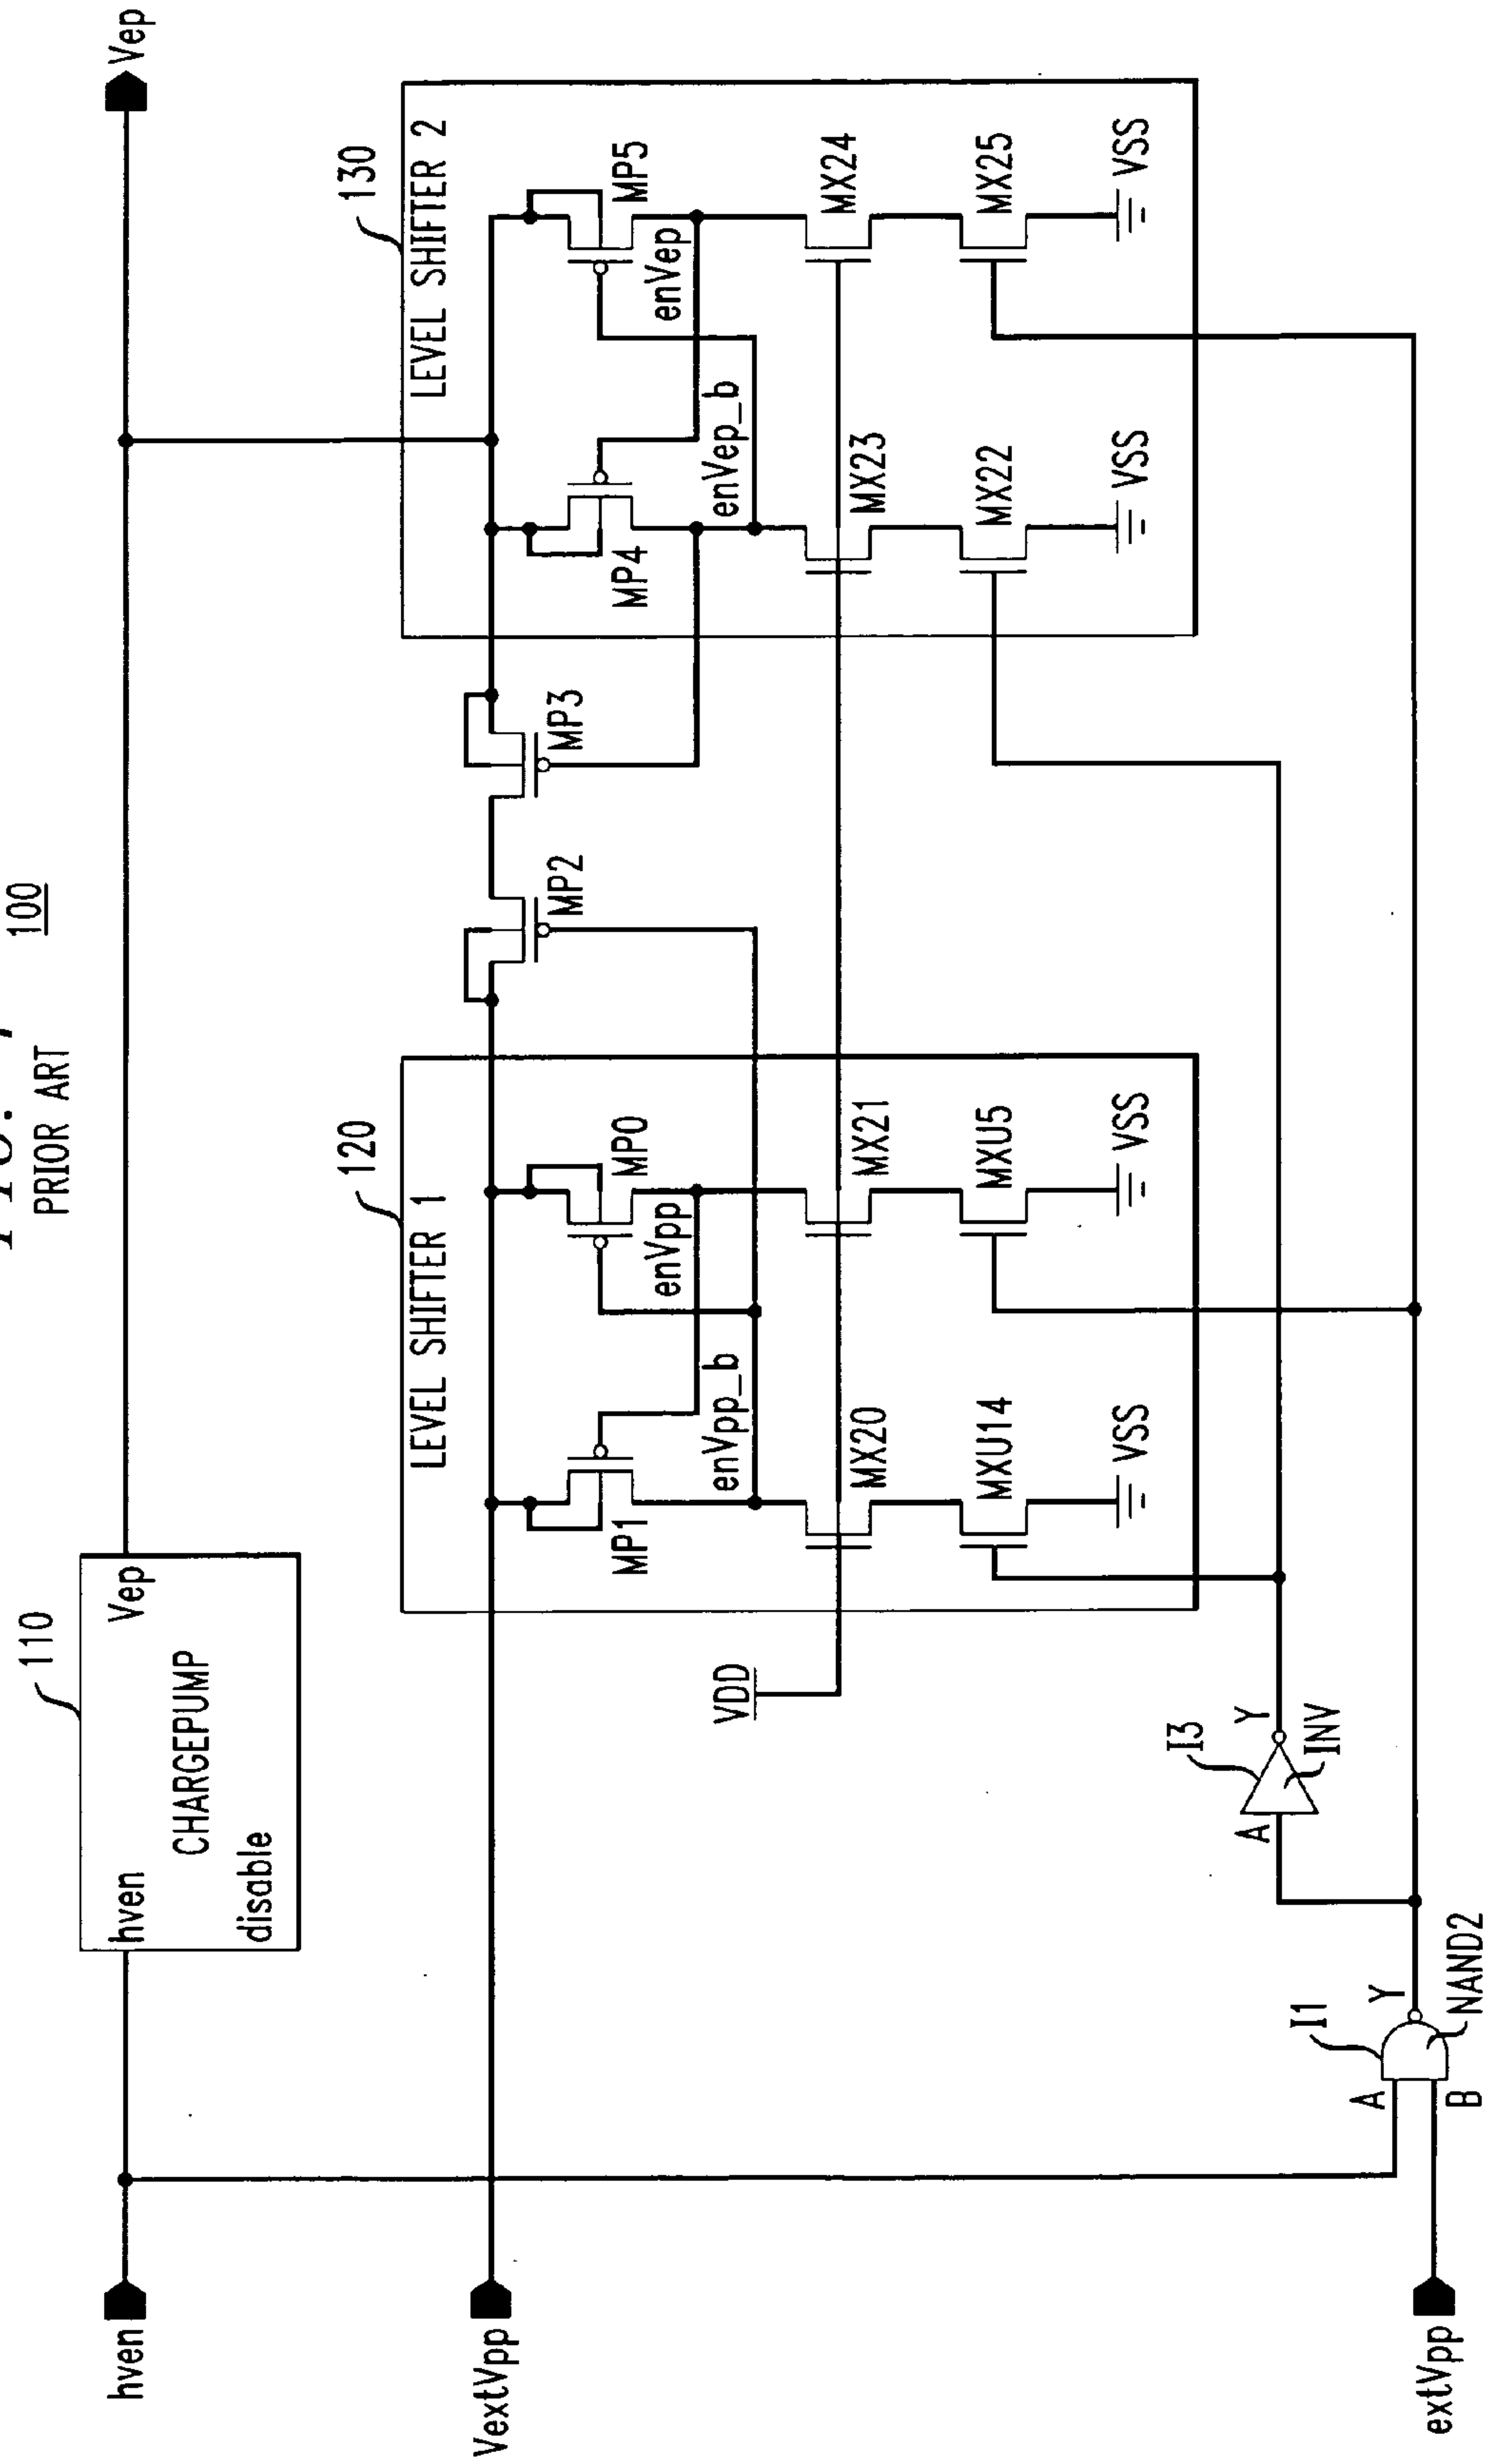 PRIOR ART
100
110
hven
Vep
CHARGEPUMP
disable
hven
Vep
120
LEVEL SHIFTER 1
MP1
MP0
enVpp
enVpp_b
MX20
MX21
MXU14
MXU5
VSS
VSS
VDD
MP2
MP3
130
LEVEL SHIFTER 2
MP4
MP5
enVep
enVep_b
MX23
MX24
MX22
MX25
VSS
VSS
VextVpp
I3
A
Y
INV
I1
A
B
Y
NAND2
extVpp